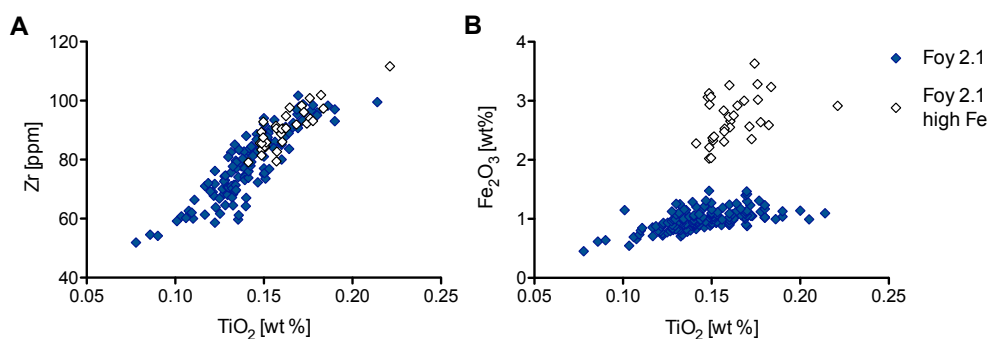 A
120
100
80
60
40
Zr [ppm]
0.05 0.10 0.15 0.20 0.25
TiO2 [wt %]
B
4
3
2
1
0
Fe2O3 [wt%]
0.05 0.10 0.15 0.20 0.25
TiO2 [wt %]
Foy 2.1
Foy 2.1
high Fe